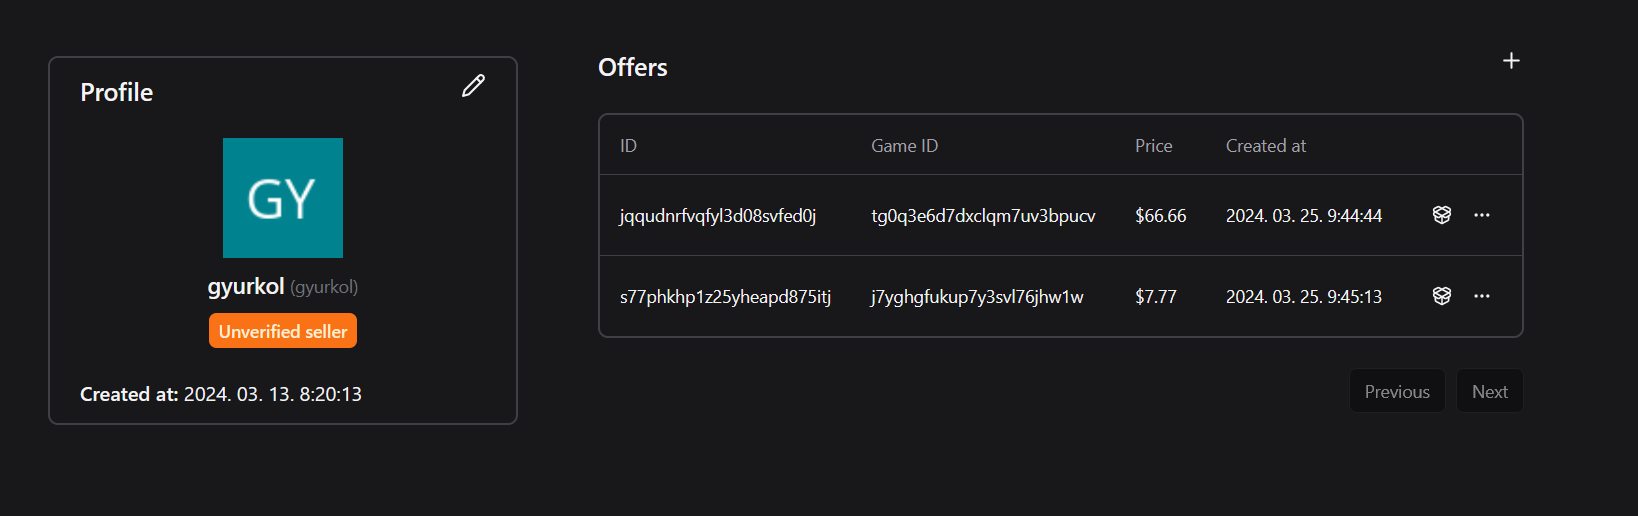 Profile
GY
gyurkol (gyurkol)
Unverified seller
Created at: 2024. 03. 13. 8:20:13
Offers
ID Game ID Price Created at
jqqudnrfvqfyl3d08svfed0j tg0q3e6d7dxclqm7uv3bpucv $66.66 2024. 03. 25. 9:44:44
s77phkhp1z25yheapd875itj j7yghgfukup7y3svl76jhw1w $7.77 2024. 03. 25. 9:45:13
Previous Next